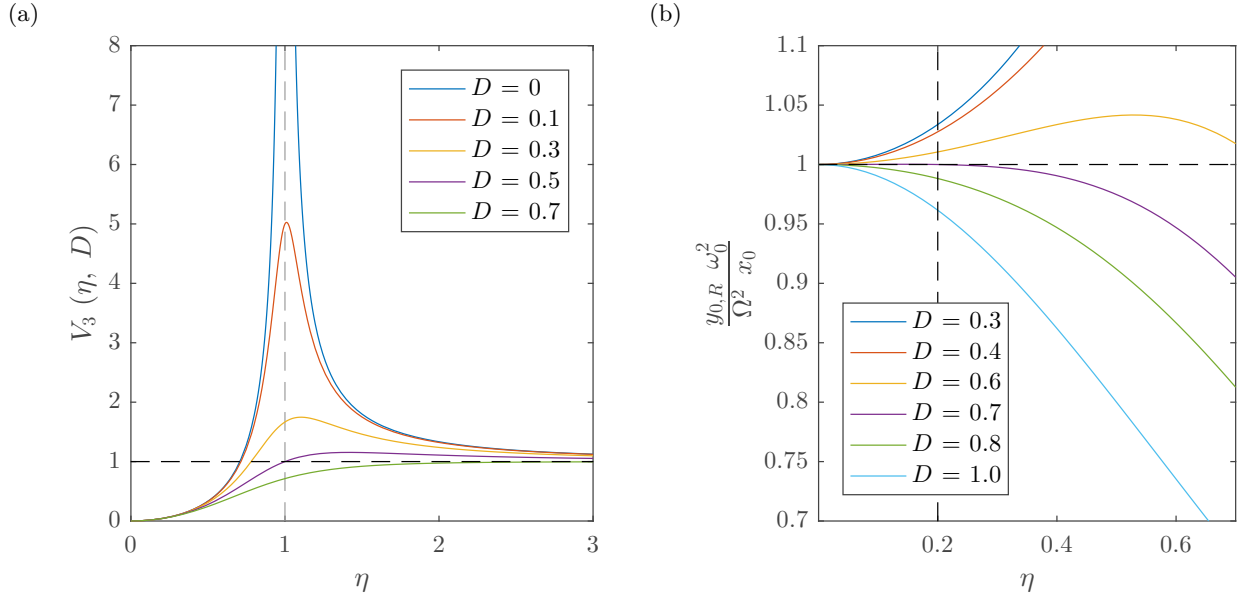 (a)
8
7
6
5
4
3
2
1
0
V₃ (η, D)
D = 0
D = 0.1
D = 0.3
D = 0.5
D = 0.7
0 1 2 3
η
(b)
1.1
1.05
1
0.95
0.9
0.85
0.8
0.75
0.7
y₀,R ω₀²
Ω² x₀
D = 0.3
D = 0.4
D = 0.6
D = 0.7
D = 0.8
D = 1.0
0.2 0.4 0.6
η